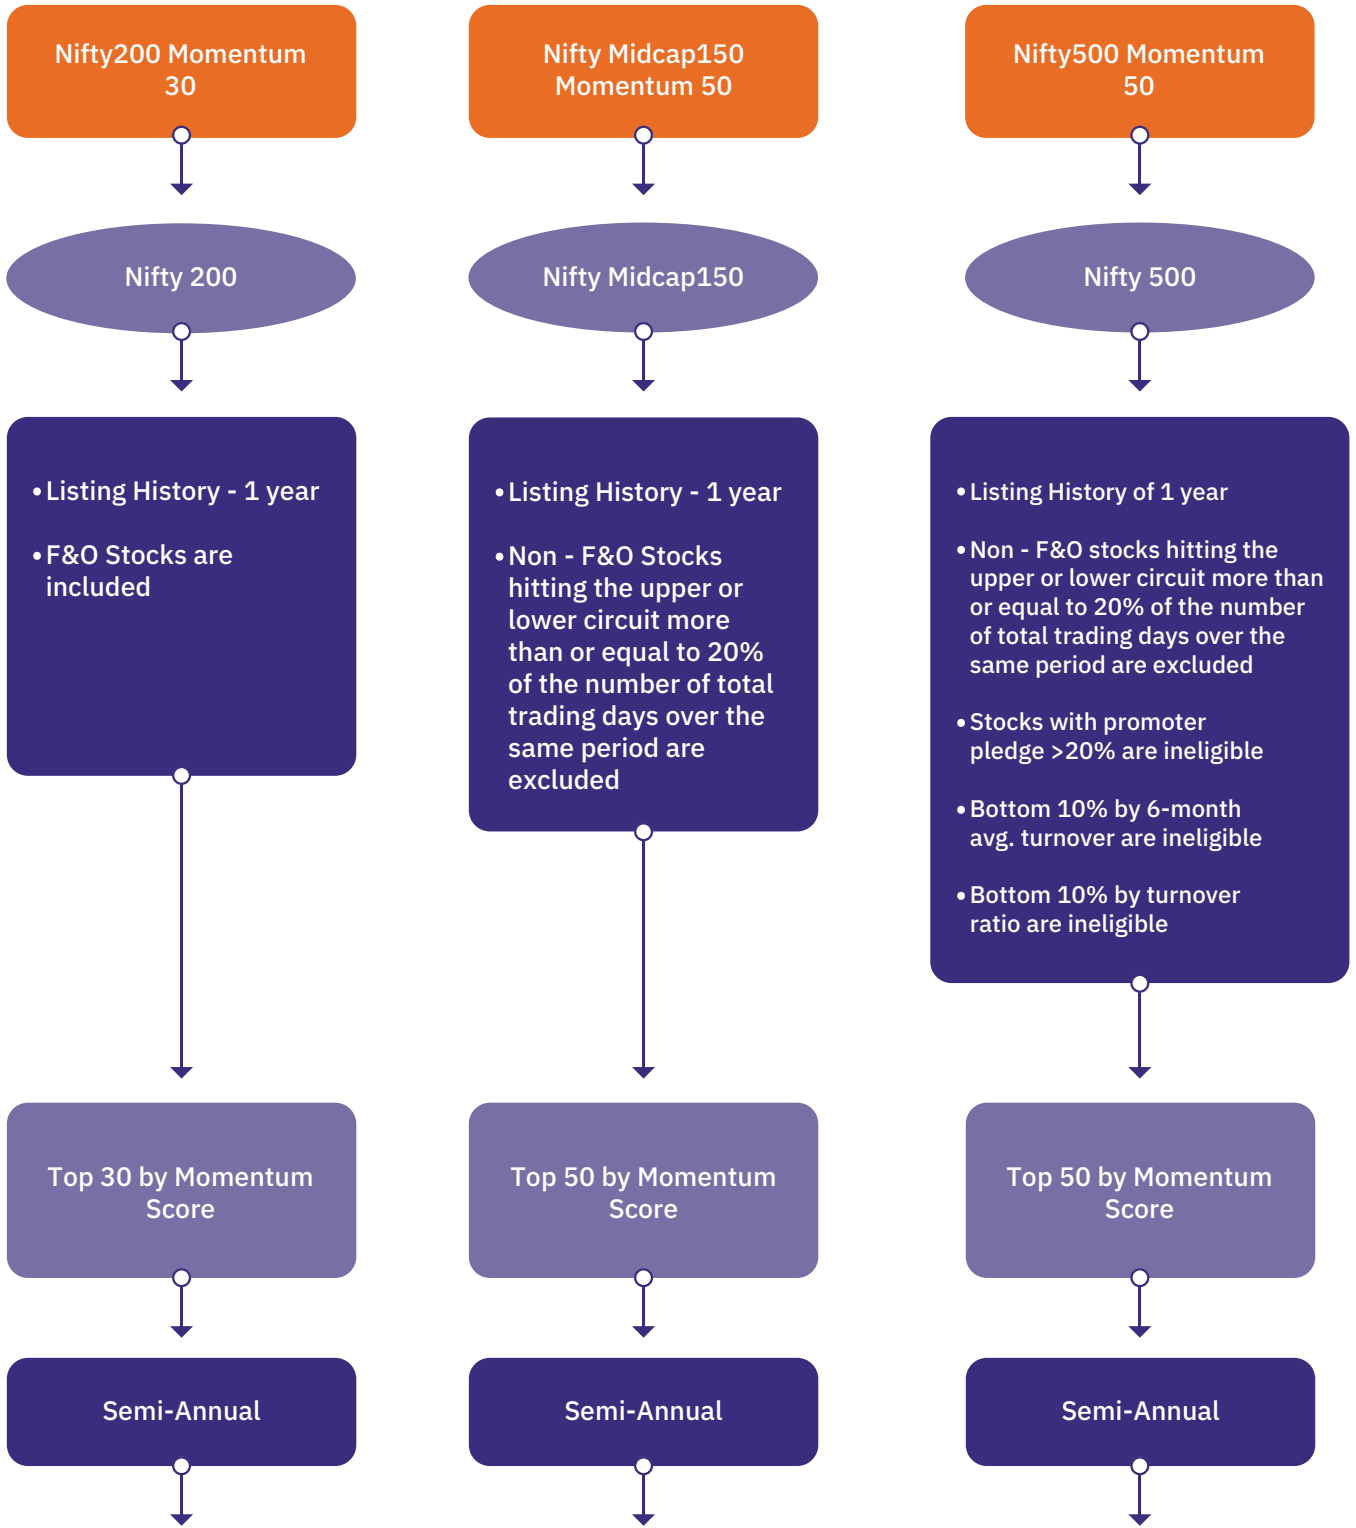 Nifty200 Momentum
30
Nifty Midcap150
Momentum 50
Nifty500 Momentum
50
Nifty 200
Nifty Midcap150
Nifty 500
• Listing History - 1 year
• F&O Stocks are
included
• Listing History - 1 year
• Non - F&O Stocks
hitting the upper or
lower circuit more
than or equal to 20%
of the number of total
trading days over the
same period are
excluded
• Listing History of 1 year
• Non - F&O stocks hitting the
upper or lower circuit more than
or equal to 20% of the number
of total trading days over the
same period are excluded
• Stocks with promoter
pledge >20% are ineligible
• Bottom 10% by 6-month
avg. turnover are ineligible
• Bottom 10% by turnover
ratio are ineligible
Top 30 by Momentum
Score
Top 50 by Momentum
Score
Top 50 by Momentum
Score
Semi-Annual
Semi-Annual
Semi-Annual